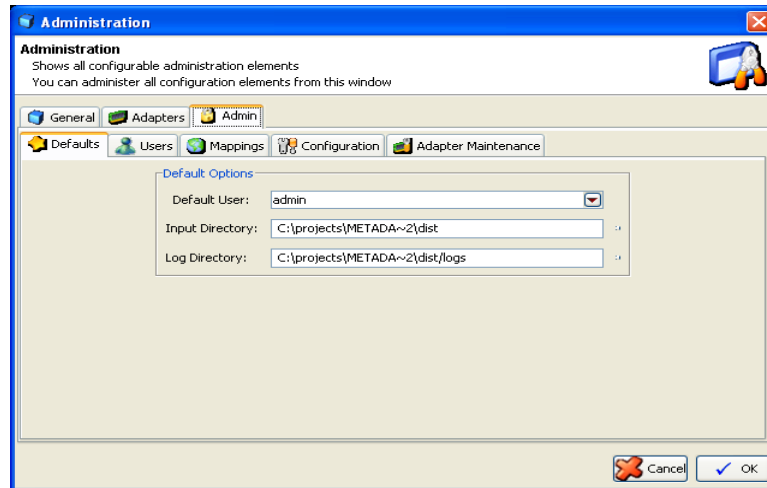 Administration
Administration
Shows all configurable administration elements
You can administer all configuration elements from this window
General Adapters Admin
Defaults Users Mappings Configuration Adapter Maintenance
Default Options
Default User: admin
Input Directory: C:\projects\METADA~2\dist
Log Directory: C:\projects\METADA~2\dist/logs
Cancel OK